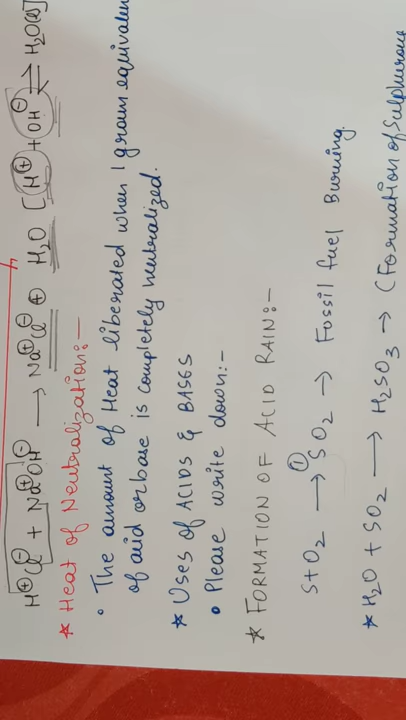 H⊕Cl⊖ + Na⊕OH⊖ → Na⊕Cl⊖ + H₂O [H⊕ + OH⊖ ⇌ H₂O(l)
* Heat of Neutralization:-
• The amount of Heat liberated when 1 gram equivalen
of acid or base is completely neutralized.
* Uses of ACIDS & BASES
• Please write down:-
* FORMATION OF ACID RAIN:-
S+O₂ → ① SO₂ → Fossil fuel Burning.
* H₂O + SO₂ → H₂SO₃ → (Formation of Sulphurous